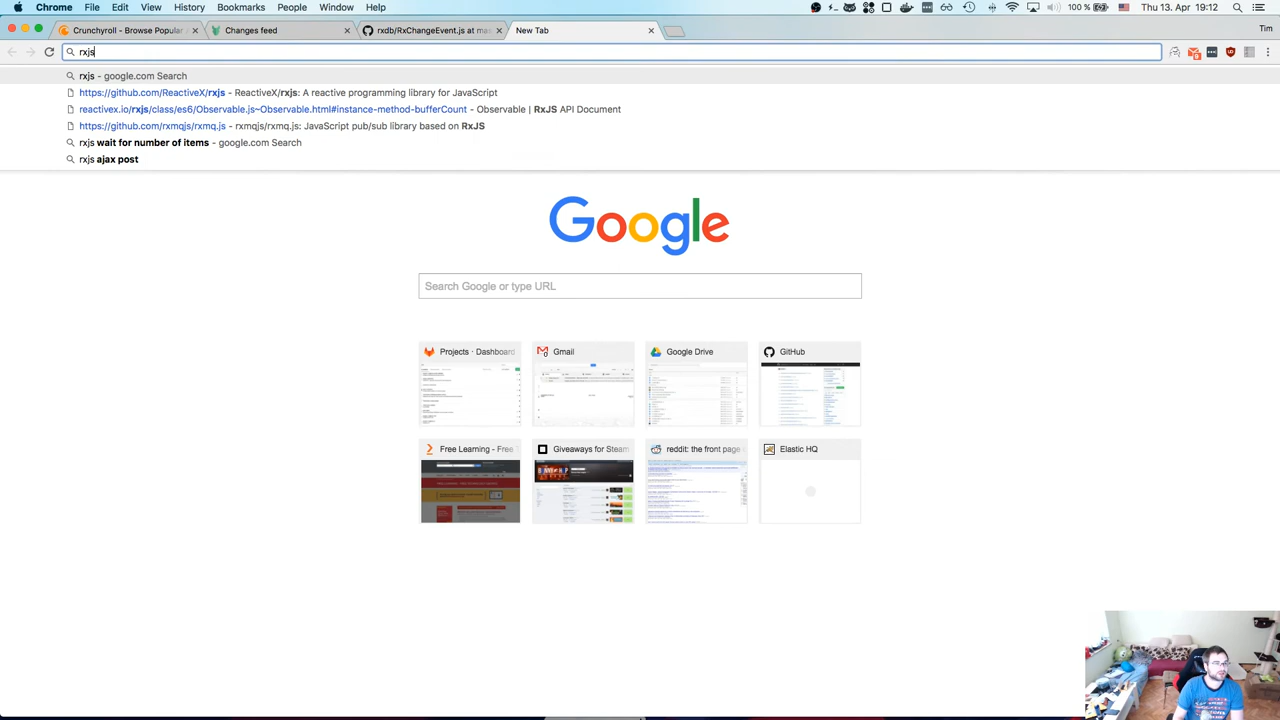 Chrome File Edit View History Bookmarks People Window Help 100 % Thu 13. Apr 19:12
Crunchyroll - Browse Popular Changes feed rxdb/RxChangeEvent.js at mas New Tab Tim
rxjs
rxjs - google.com Search
https://github.com/ReactiveX/rxjs - ReactiveX/rxjs: A reactive programming library for JavaScript
reactivex.io/rxjs/class/es6/Observable.js~Observable.html#instance-method-bufferCount - Observable | RxJS API Document
https://github.com/rxmqjs/rxmq.js - rxmqjs/rxmq.js: JavaScript pub/sub library based on RxJS
rxjs wait for number of items - google.com Search
rxjs ajax post
Google
Search Google or type URL
Projects · Dashboard Gmail Google Drive GitHub
Free Learning - Free Giveaways for Steam reddit: the front page Elastic HQ